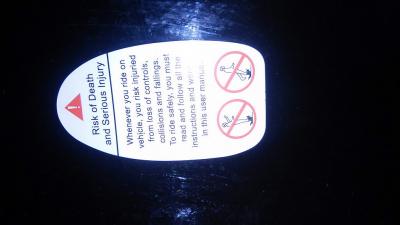 Risk of Death
and Serious Injury
Whenever you ride on
vehicle, you risk injuried
from loss of controls,
collisions and fallings.
To ride safely, you must
read and follow all the
instructions and
in this user manual.